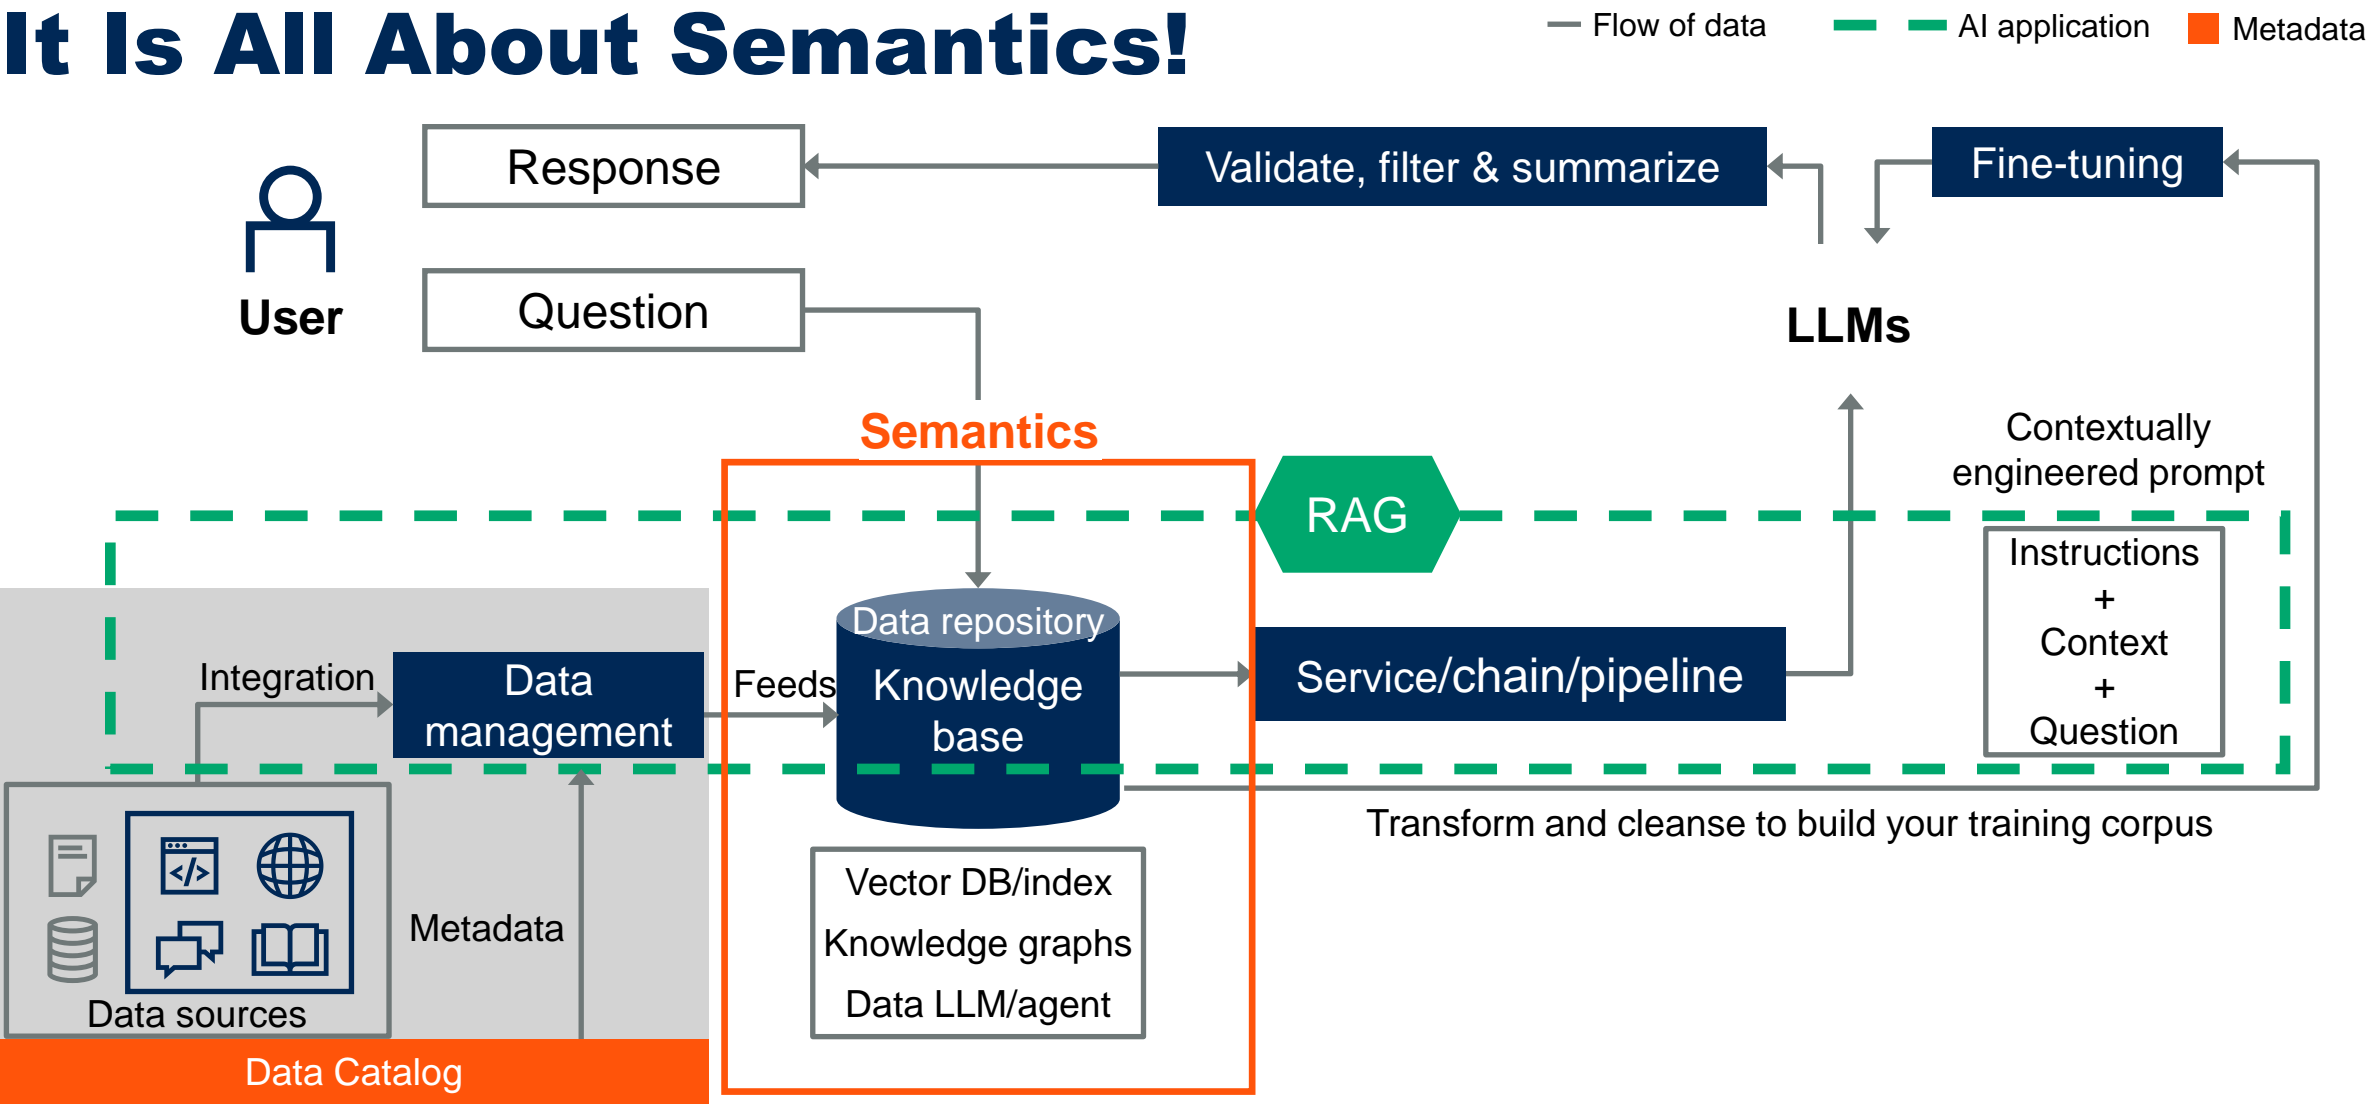 It Is All About Semantics!
Flow of data
AI application
Metadata
Response
Validate, filter & summarize
Fine-tuning
User
Question
LLMs
Semantics
Contextually
engineered prompt
RAG
Instructions
+
Context
+
Question
Data repository
Knowledge
base
Integration
Data
management
Feeds
Service/chain/pipeline
Transform and cleanse to build your training corpus
</>
Data sources
Metadata
Vector DB/index
Knowledge graphs
Data LLM/agent
Data Catalog